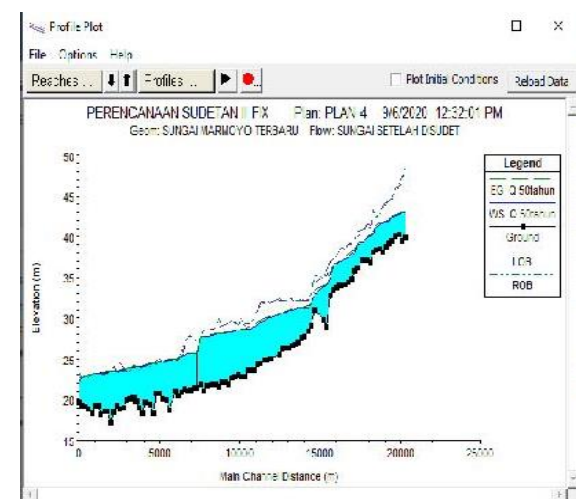 Profile Plot
File Options Help
Reaches ... Profiles ... Plot Initial Conditions Reload Data
PERENCANAAN SUDETAN II FIX Plan: PLAN 4 9/6/2020 12:32:01 PM
Geom: SUNGAI MARMOYO TERBARU Flow: SUNGAI SETELAH DISUDET
Legend
EG Q 50tahun
WS Q 50tahun
Ground
LOB
ROB
Elevation (m)
50
45
40
35
30
25
20
15
0 5000 10000 15000 20000 25000
Main Channel Distance (m)